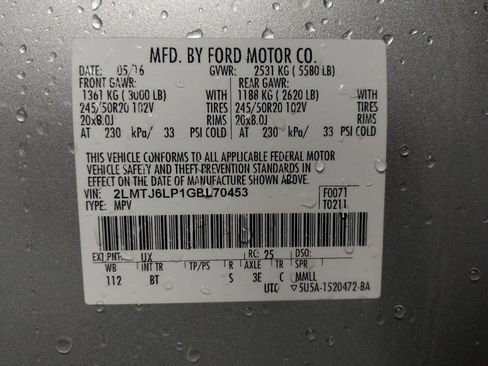 MFD. BY FORD MOTOR CO.
DATE: 05/16 GVWR: 2531 KG ( 5580 LB)
FRONT GAWR: REAR GAWR:
1361 KG ( 3000 LB) WITH 1188 KG ( 2620 LB) WITH
245/50R20 102V TIRES 245/50R20 102V TIRES
20x8.0J RIMS 20x8.0J RIMS
AT 230 kPa/ 33 PSI COLD AT 230 kPa/ 33 PSI COLD
THIS VEHICLE CONFORMS TO ALL APPLICABLE FEDERAL MOTOR
VEHICLE SAFETY AND THEFT PREVENTION STANDARDS IN
EFFECT ON THE DATE OF MANUFACTURE SHOWN ABOVE.
VIN: 2LMTJ6LP1GBL70453 F0071
TYPE: MPV T0211
EXT PNT: UX RC: 25 DSO:
WB INT TR TP/PS R AXLE TR MMLL
112 BT S 3E C
UTC ▽5U5A-1520472-BA